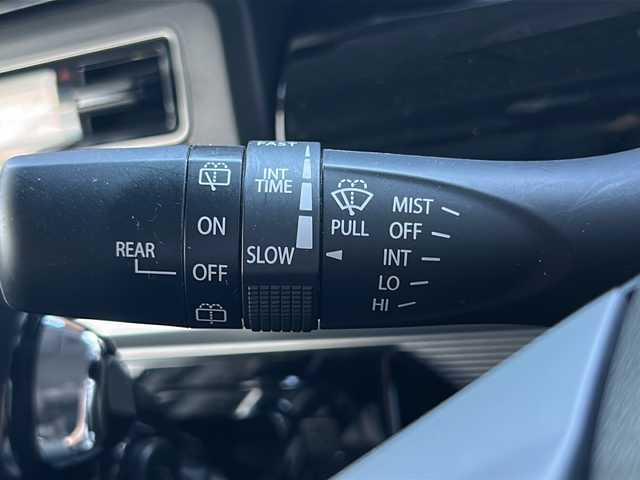 REAR
ON
OFF
FAST
INT
TIME
SLOW
PULL
MIST
OFF
INT
LO
HI